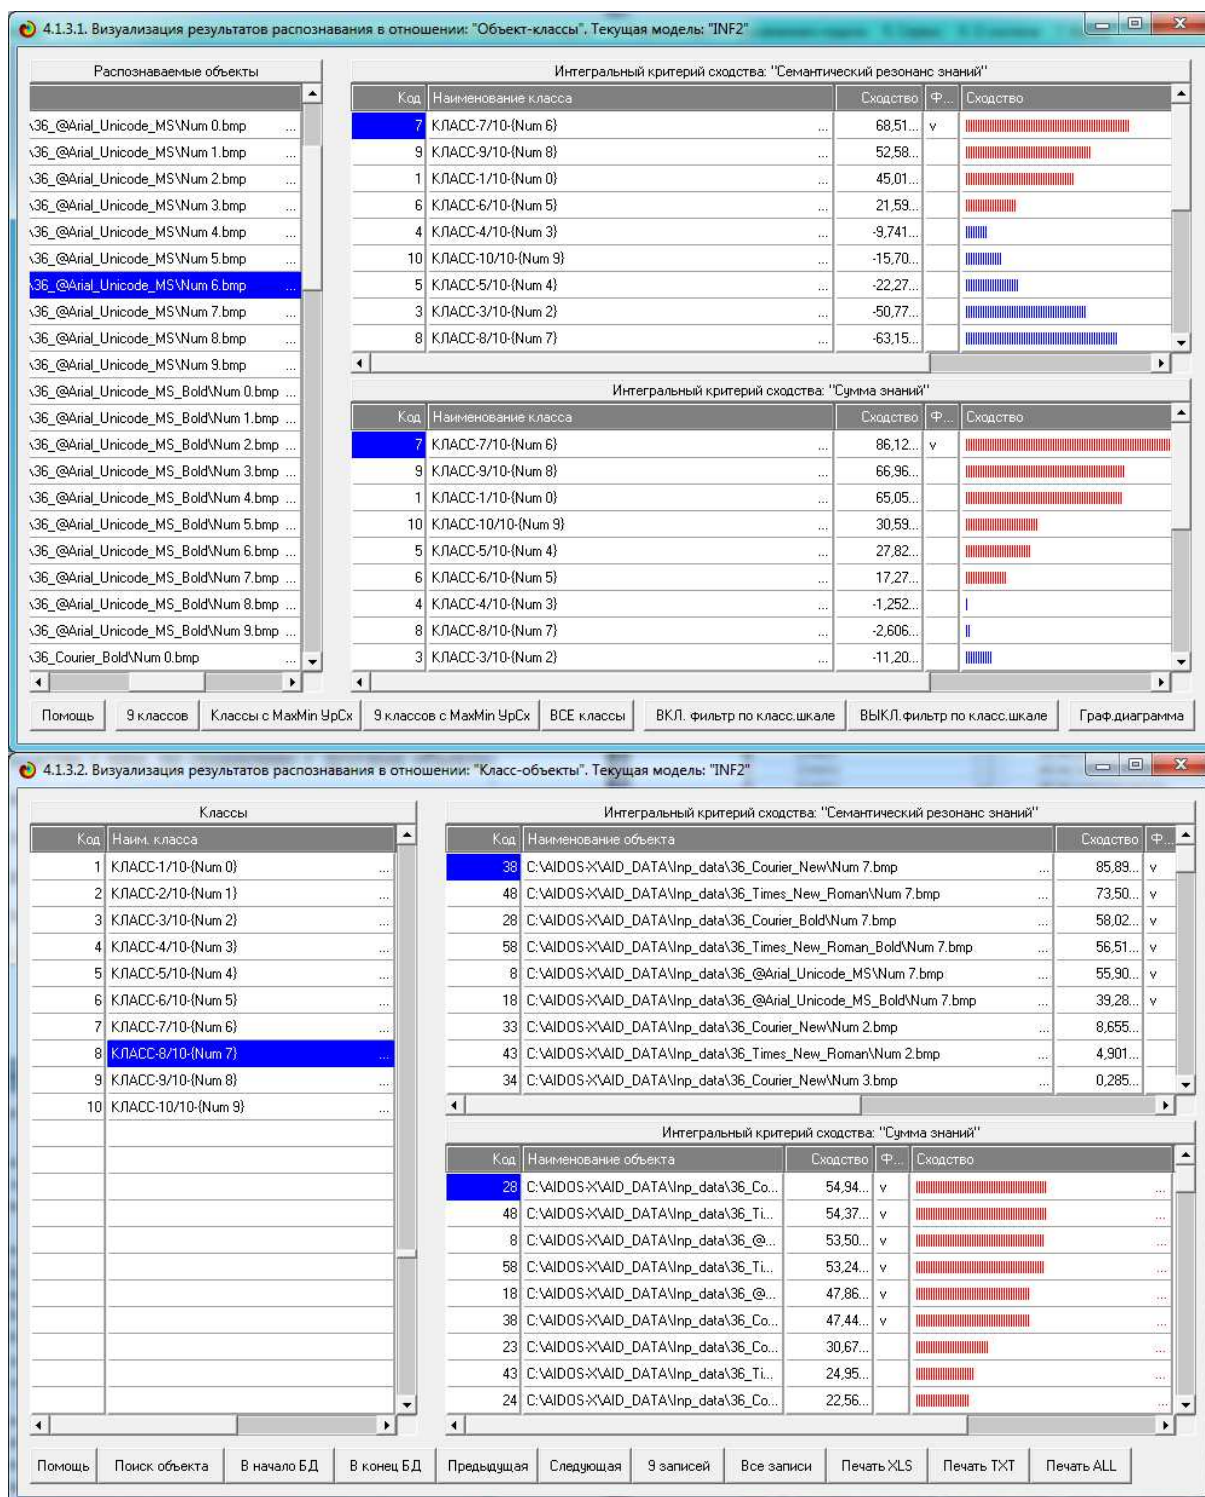 4.1.3.1. Визуализация результатов распознавания в отношении: "Объект-классы". Текущая модель: "INF2"
Распознаваемые объекты
\36_@Arial_Unicode_MS\Num 0.bmp ...
\36_@Arial_Unicode_MS\Num 1.bmp ...
\36_@Arial_Unicode_MS\Num 2.bmp ...
\36_@Arial_Unicode_MS\Num 3.bmp ...
\36_@Arial_Unicode_MS\Num 4.bmp ...
\36_@Arial_Unicode_MS\Num 5.bmp ...
\36_@Arial_Unicode_MS\Num 6.bmp ...
\36_@Arial_Unicode_MS\Num 7.bmp ...
\36_@Arial_Unicode_MS\Num 8.bmp ...
\36_@Arial_Unicode_MS\Num 9.bmp ...
\36_@Arial_Unicode_MS_Bold\Num 0.bmp ...
\36_@Arial_Unicode_MS_Bold\Num 1.bmp ...
\36_@Arial_Unicode_MS_Bold\Num 2.bmp ...
\36_@Arial_Unicode_MS_Bold\Num 3.bmp ...
\36_@Arial_Unicode_MS_Bold\Num 4.bmp ...
\36_@Arial_Unicode_MS_Bold\Num 5.bmp ...
\36_@Arial_Unicode_MS_Bold\Num 6.bmp ...
\36_@Arial_Unicode_MS_Bold\Num 7.bmp ...
\36_@Arial_Unicode_MS_Bold\Num 8.bmp ...
\36_@Arial_Unicode_MS_Bold\Num 9.bmp ...
\36_Courier_Bold\Num 0.bmp ...
Интегральный критерий сходства: "Семантический резонанс знаний"
Код Наименование класса Сходство Ф... Сходство
7 КЛАСС-7/10-{Num 6} ... 68,51... v
9 КЛАСС-9/10-{Num 8} ... 52,58...
1 КЛАСС-1/10-{Num 0} ... 45,01...
6 КЛАСС-6/10-{Num 5} ... 21,59...
4 КЛАСС-4/10-{Num 3} ... -9,741...
10 КЛАСС-10/10-{Num 9} ... -15,70...
5 КЛАСС-5/10-{Num 4} ... -22,27...
3 КЛАСС-3/10-{Num 2} ... -50,77...
8 КЛАСС-8/10-{Num 7} ... -63,15...
Интегральный критерий сходства: "Сумма знаний"
Код Наименование класса Сходство Ф... Сходство
7 КЛАСС-7/10-{Num 6} ... 86,12... v
9 КЛАСС-9/10-{Num 8} ... 66,96...
1 КЛАСС-1/10-{Num 0} ... 65,05...
10 КЛАСС-10/10-{Num 9} ... 30,59...
5 КЛАСС-5/10-{Num 4} ... 27,82...
6 КЛАСС-6/10-{Num 5} ... 17,27...
4 КЛАСС-4/10-{Num 3} ... -1,252...
8 КЛАСС-8/10-{Num 7} ... -2,606...
3 КЛАСС-3/10-{Num 2} ... -11,20...
Помощь 9 классов Классы с MaxMin УрСх 9 классов с MaxMin УрСх ВСЕ классы ВКЛ. фильтр по класс.шкале ВЫКЛ.фильтр по класс.шкале Граф.диаграмма
4.1.3.2. Визуализация результатов распознавания в отношении: "Класс-объекты". Текущая модель: "INF2"
Классы
Код Наим. класса
1 КЛАСС-1/10-{Num 0} ...
2 КЛАСС-2/10-{Num 1} ...
3 КЛАСС-3/10-{Num 2} ...
4 КЛАСС-4/10-{Num 3} ...
5 КЛАСС-5/10-{Num 4} ...
6 КЛАСС-6/10-{Num 5} ...
7 КЛАСС-7/10-{Num 6} ...
8 КЛАСС-8/10-{Num 7} ...
9 КЛАСС-9/10-{Num 8} ...
10 КЛАСС-10/10-{Num 9} ...
Интегральный критерий сходства: "Семантический резонанс знаний"
Код Наименование объекта Сходство Ф...
38 C:\AIDOS-X\AID_DATA\Inp_data\36_Courier_New\Num 7.bmp ... 85,89... v
48 C:\AIDOS-X\AID_DATA\Inp_data\36_Times_New_Roman\Num 7.bmp ... 73,50... v
28 C:\AIDOS-X\AID_DATA\Inp_data\36_Courier_Bold\Num 7.bmp ... 58,02... v
58 C:\AIDOS-X\AID_DATA\Inp_data\36_Times_New_Roman_Bold\Num 7.bmp ... 56,51... v
8 C:\AIDOS-X\AID_DATA\Inp_data\36_@Arial_Unicode_MS\Num 7.bmp ... 55,90... v
18 C:\AIDOS-X\AID_DATA\Inp_data\36_@Arial_Unicode_MS_Bold\Num 7.bmp ... 39,28... v
33 C:\AIDOS-X\AID_DATA\Inp_data\36_Courier_New\Num 2.bmp ... 8,655...
43 C:\AIDOS-X\AID_DATA\Inp_data\36_Times_New_Roman\Num 2.bmp ... 4,901...
34 C:\AIDOS-X\AID_DATA\Inp_data\36_Courier_New\Num 3.bmp ... 0,285...
Интегральный критерий сходства: "Сумма знаний"
Код Наименование объекта Сходство Ф... Сходство
28 C:\AIDOS-X\AID_DATA\Inp_data\36_Co... 54,94... v ...
48 C:\AIDOS-X\AID_DATA\Inp_data\36_Ti... 54,37... v ...
8 C:\AIDOS-X\AID_DATA\Inp_data\36_@... 53,50... v ...
58 C:\AIDOS-X\AID_DATA\Inp_data\36_Ti... 53,24... v ...
18 C:\AIDOS-X\AID_DATA\Inp_data\36_@... 47,86... v ...
38 C:\AIDOS-X\AID_DATA\Inp_data\36_Co... 47,44... v ...
23 C:\AIDOS-X\AID_DATA\Inp_data\36_Co... 30,67... ...
43 C:\AIDOS-X\AID_DATA\Inp_data\36_Ti... 24,95... ...
24 C:\AIDOS-X\AID_DATA\Inp_data\36_Co... 22,56... ...
Помощь Поиск объекта В начало БД В конец БД Предыдущая Следующая 9 записей Все записи Печать XLS Печать TXT Печать ALL